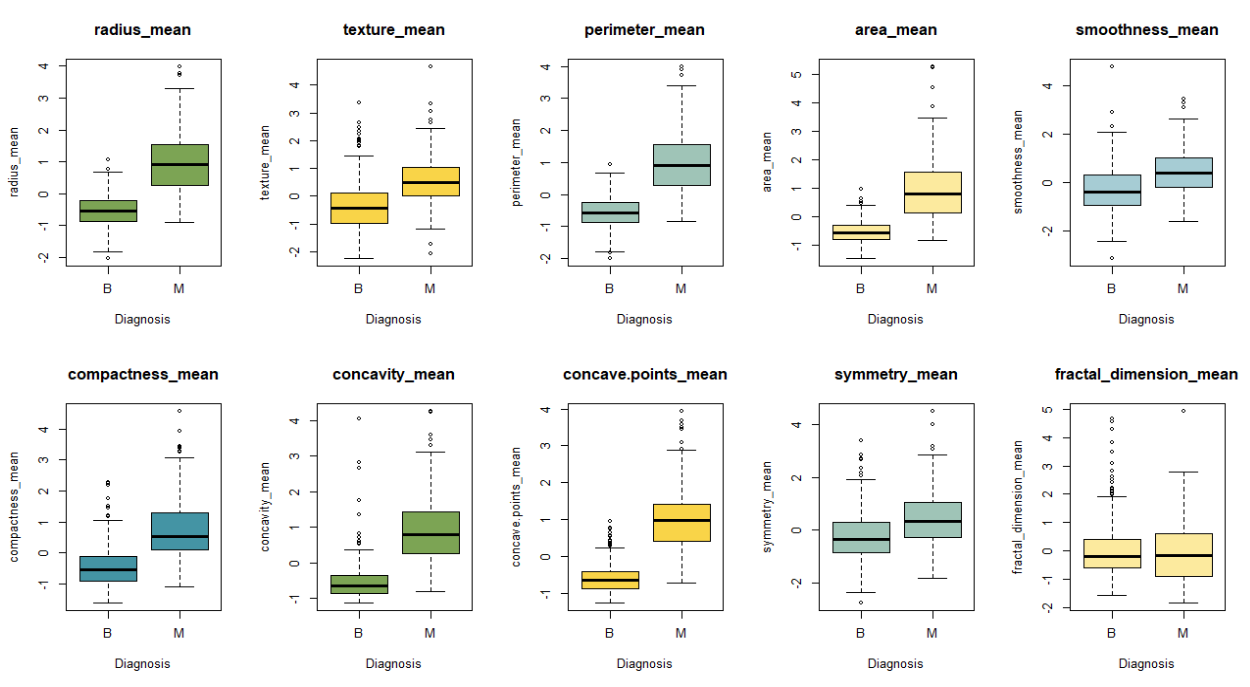 radius_mean
radius_mean
4
3
2
1
0
-1
-2
B M
Diagnosis
texture_mean
texture_mean
4
3
2
1
0
-1
-2
B M
Diagnosis
perimeter_mean
perimeter_mean
4
3
2
1
0
-1
-2
B M
Diagnosis
area_mean
area_mean
5
4
3
2
1
0
-1
B M
Diagnosis
smoothness_mean
smoothness_mean
4
2
0
-2
B M
Diagnosis
compactness_mean
compactness_mean
4
3
2
1
0
-1
B M
Diagnosis
concavity_mean
concavity_mean
4
3
2
1
0
-1
B M
Diagnosis
concave.points_mean
concave.points_mean
4
3
2
1
0
-1
B M
Diagnosis
symmetry_mean
symmetry_mean
4
2
0
-2
B M
Diagnosis
fractal_dimension_mean
fractal_dimension_mean
5
4
3
2
1
0
-1
-2
B M
Diagnosis